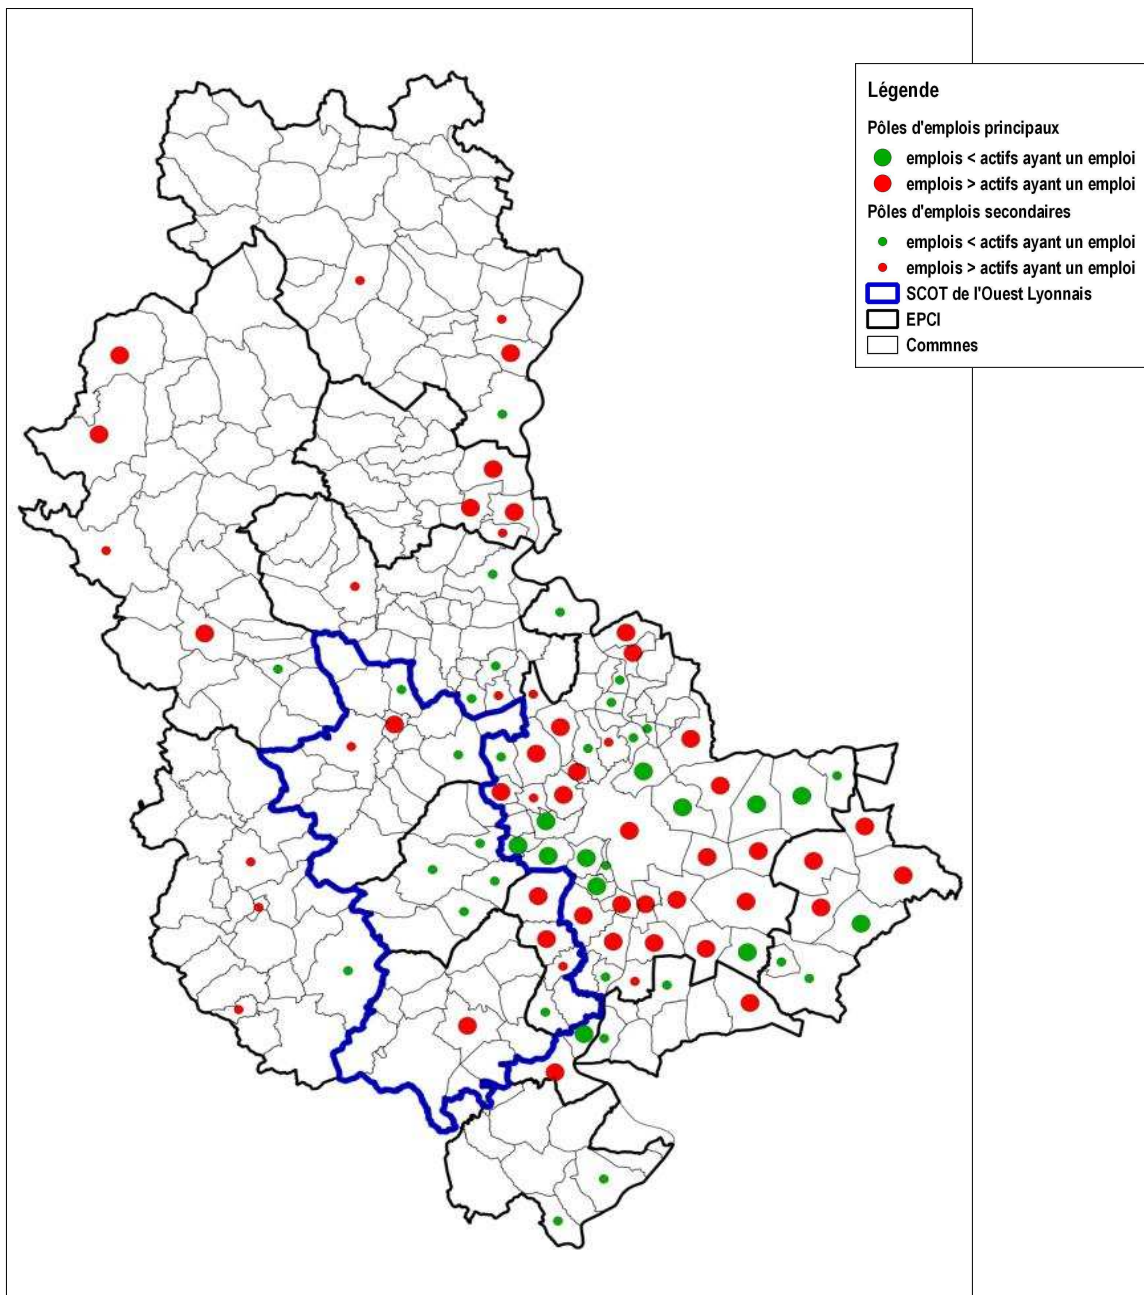 Légende
Pôles d'emplois principaux
emplois < actifs ayant un emploi
emplois > actifs ayant un emploi
Pôles d'emplois secondaires
emplois < actifs ayant un emploi
emplois > actifs ayant un emploi
SCOT de l'Ouest Lyonnais
EPCI
Commnes